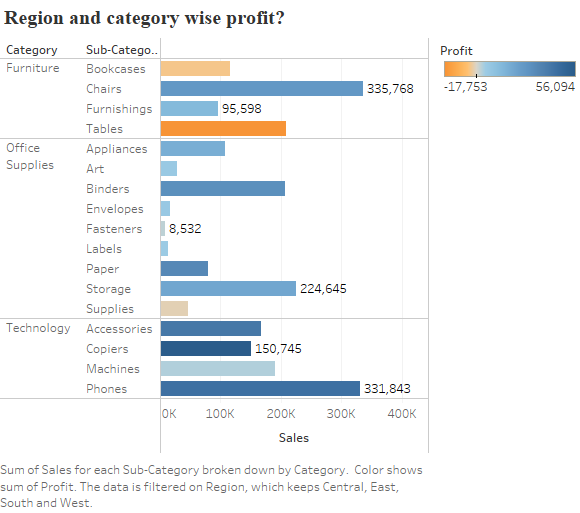 Region and category wise profit?
Category Sub-Catego.. Profit
Furniture Bookcases
-17,753 56,094
Chairs 335,768
Furnishings 95,598
Tables
Office Supplies Appliances
Art
Binders
Envelopes
Fasteners 8,532
Labels
Paper
Storage 224,645
Supplies
Technology Accessories
Copiers 150,745
Machines
Phones 331,843
0K 100K 200K 300K 400K
Sales
Sum of Sales for each Sub-Category broken down by Category. Color shows
sum of Profit. The data is filtered on Region, which keeps Central, East,
South and West.